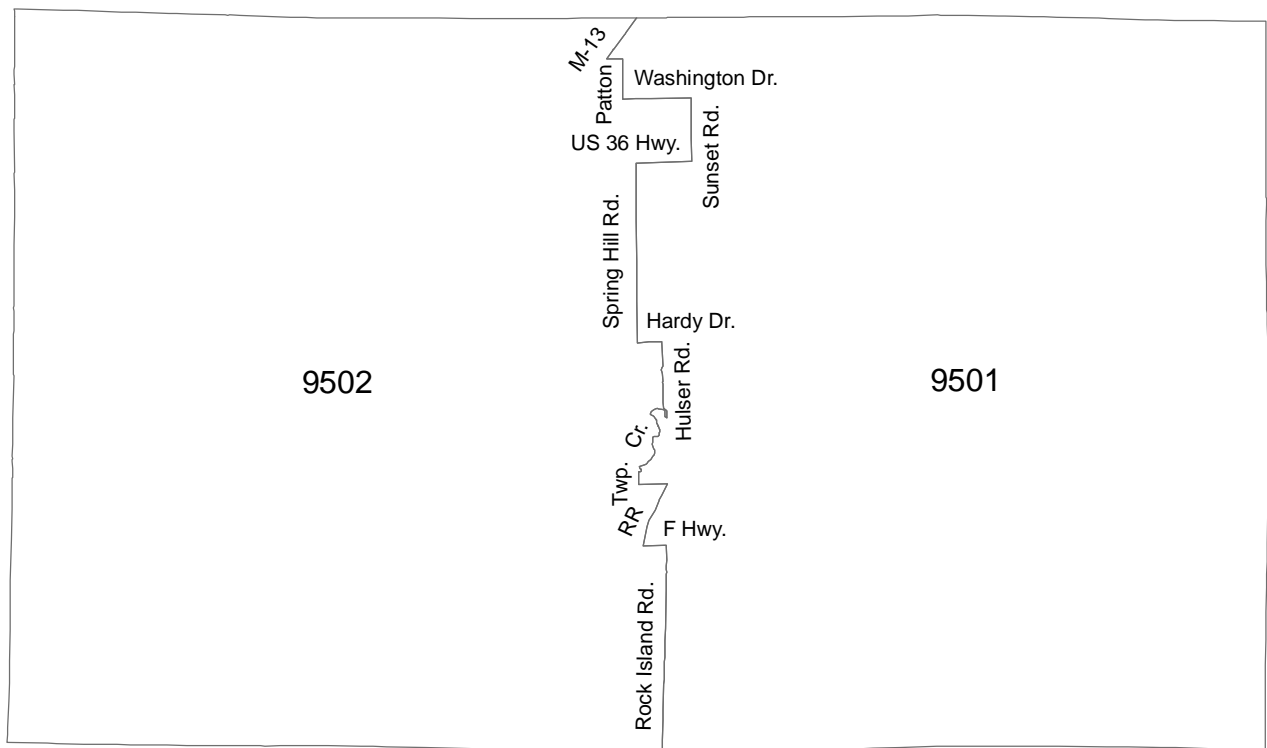 M-13
Patton
Washington Dr.
US 36 Hwy.
Sunset Rd.
Spring Hill Rd.
Hardy Dr.
9502
Hulser Rd.
9501
Cr.
Twp.
RR
F Hwy.
Rock Island Rd.